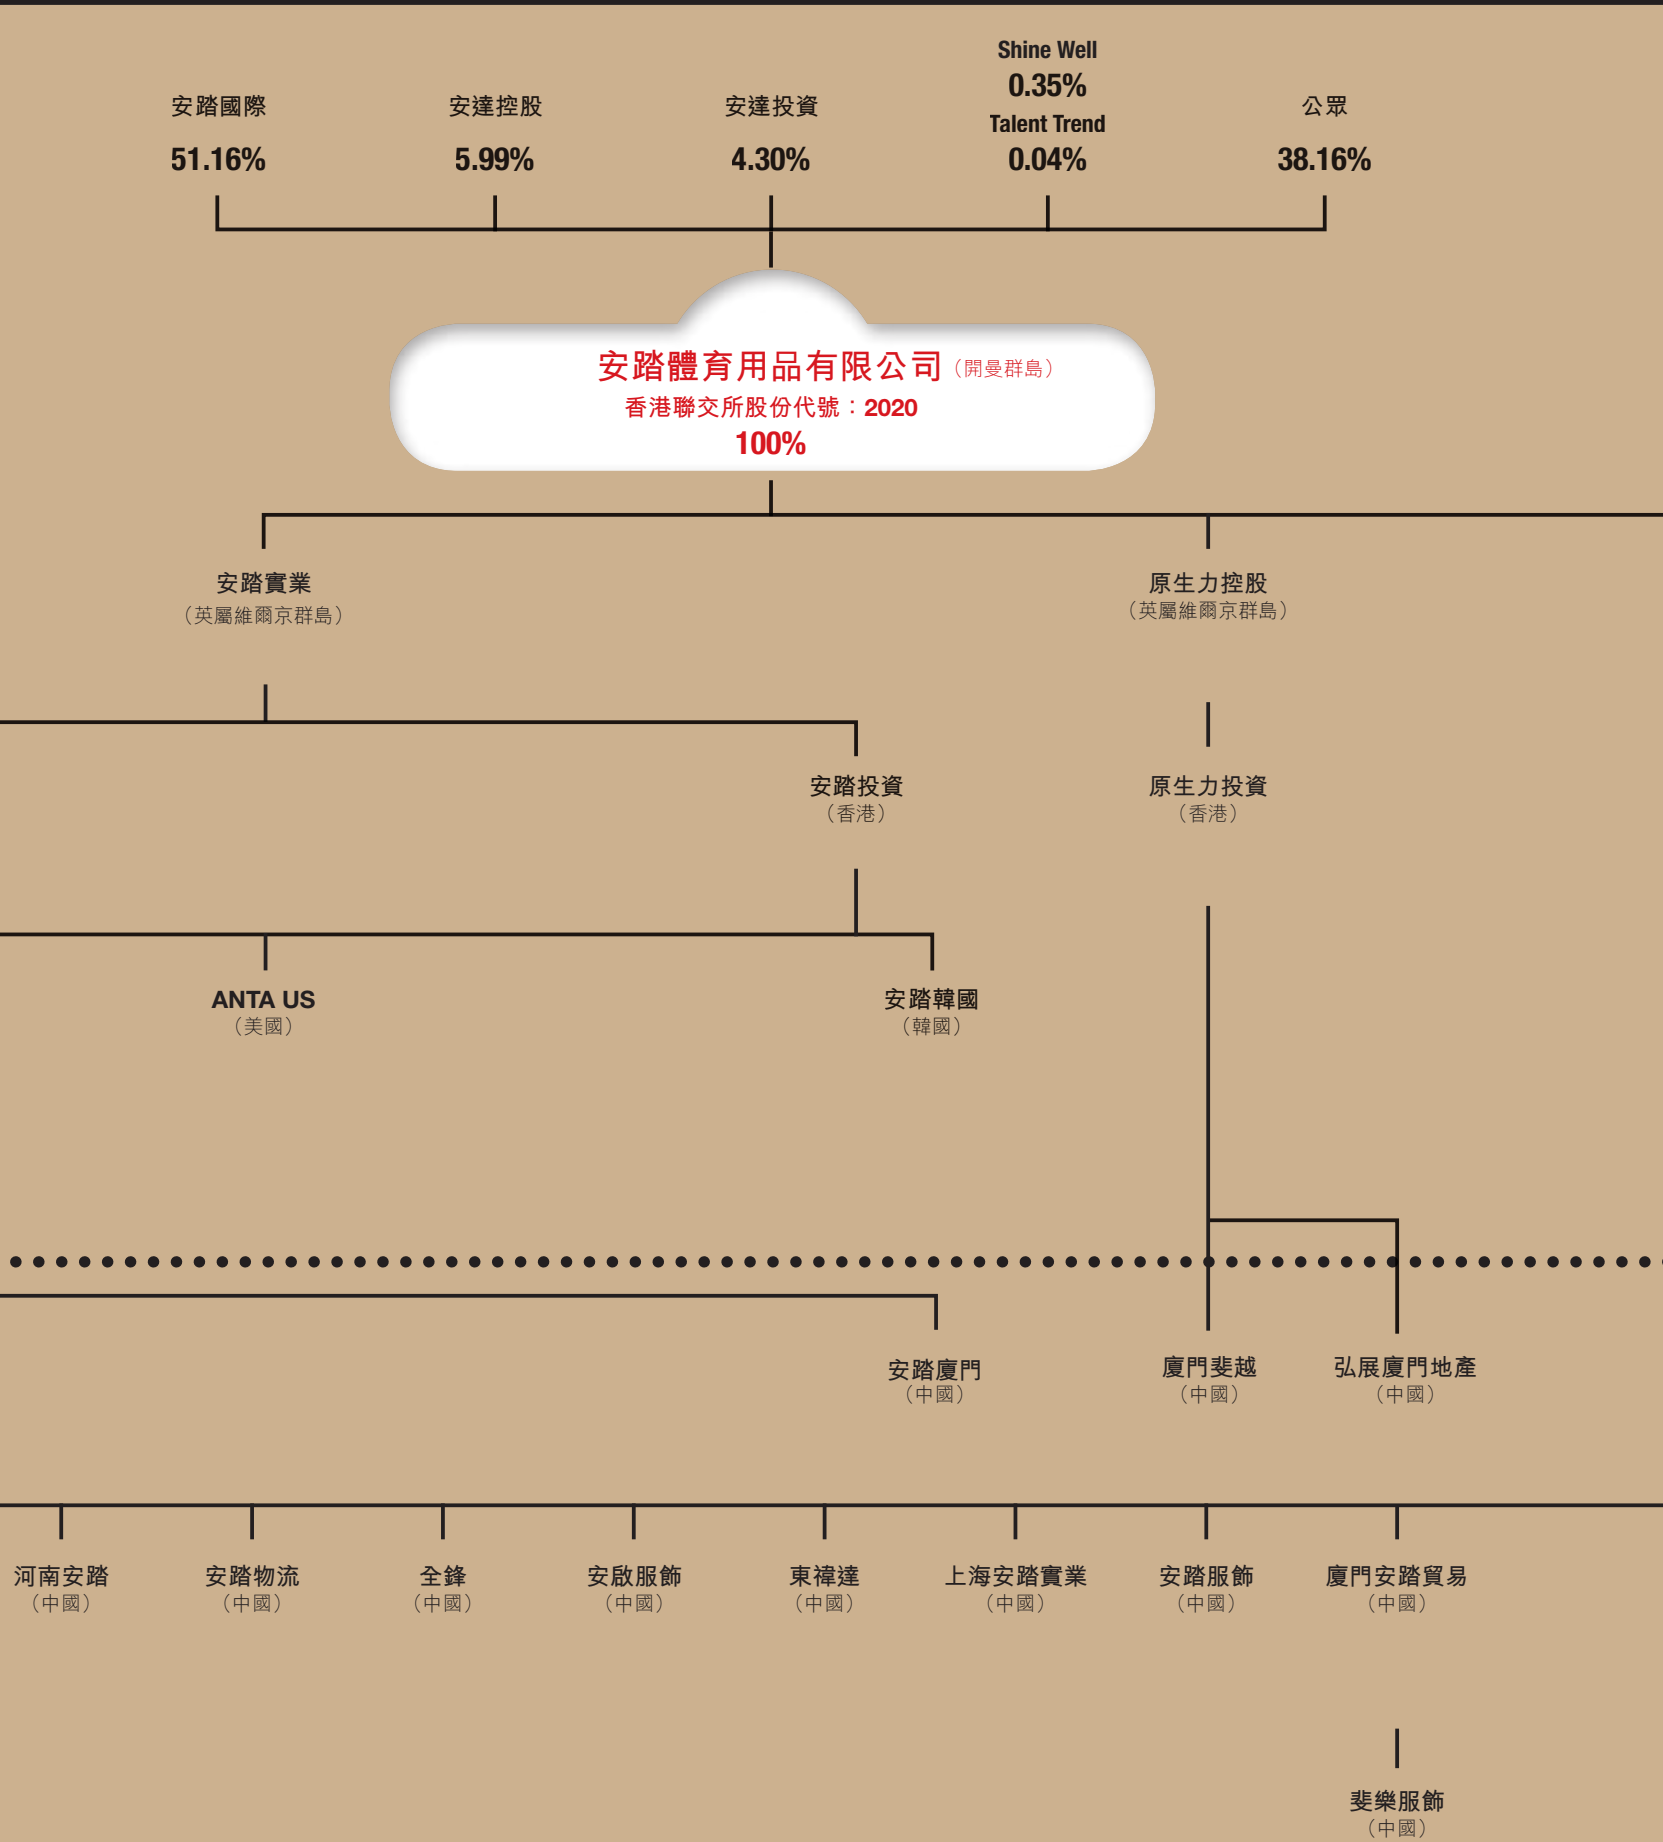 安踏國際
51.16%
安達控股
5.99%
安達投資
4.30%
Shine Well
0.35%
Talent Trend
0.04%
公眾
38.16%
安踏體育用品有限公司（開曼群島）
香港聯交所股份代號：2020
100%
安踏實業
（英屬維爾京群島）
原生力控股
（英屬維爾京群島）
安踏投資
（香港）
原生力投資
（香港）
ANTA US
（美國）
安踏韓國
（韓國）
安踏廈門
（中國）
廈門斐越
（中國）
弘展廈門地產
（中國）
河南安踏
（中國）
安踏物流
（中國）
全鋒
（中國）
安啟服飾
（中國）
東禕達
（中國）
上海安踏實業
（中國）
安踏服飾
（中國）
廈門安踏貿易
（中國）
斐樂服飾
（中國）